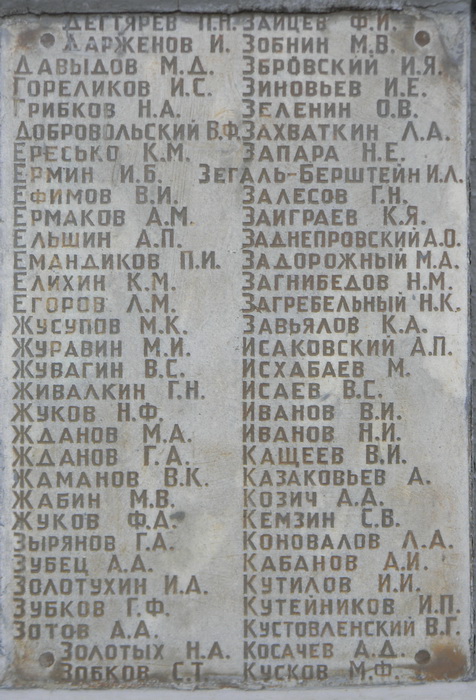 ДЕГТЯРЕВ П.Н.
ДАРЖЕНОВ И.
ДАВЫДОВ М.Д.
ГОРЕЛИКОВ И.С.
ГРИБКОВ Н.А.
ДОБРОВОЛЬСКИЙ В.Ф.
ЕРЕСЬКО К.М.
ЕРМИН И.Б.
ЕФИМОВ В.И.
ЕРМАКОВ А.М.
ЕЛЬШИН А.П.
ЕМАНДИКОВ П.И.
ЕЛИХИН К.М.
ЕГОРОВ Л.М.
ЖУСУПОВ М.К.
ЖУРАВИН М.И.
ЖУВАГИН В.С.
ЖИВАЛКИН Г.Н.
ЖУКОВ Н.Ф.
ЖДАНОВ М.А.
ЖДАНОВ Г.А.
ЖАМАНОВ В.К.
ЖАБИН М.В.
ЖУКОВ Ф.А.
ЗЫРЯНОВ Г.А.
ЗУБЕЦ А.А.
ЗОЛОТУХИН И.А.
ЗУБКОВ Г.Ф.
ЗОТОВ А.А.
ЗОЛОТЫХ Н.А.
ЗОБКОВ С.Т.
ЗАЙЦЕВ Ф.И.
ЗОБНИН М.В.
ЗБРОВСКИЙ И.Я.
ЗИНОВЬЕВ И.Е.
ЗЕЛЕНИН О.В.
ЗАХВАТКИН Л.А.
ЗАПАРА Н.Е.
ЗЕГАЛЬ-БЕРШТЕЙН И.Л.
ЗАЛЕСОВ Г.Н.
ЗАИГРАЕВ К.Я.
ЗАДНЕПРОВСКИЙ А.О.
ЗАДОРОЖНЫЙ М.А.
ЗАГНИБЕДОВ Н.М.
ЗАГРЕБЕЛЬНЫЙ Н.К.
ЗАВЬЯЛОВ К.А.
ИСАКОВСКИЙ А.П.
ИСХАБАЕВ М.
ИСАЕВ В.С.
ИВАНОВ В.И.
ИВАНОВ Н.И.
КАЩЕЕВ В.И.
КАЗАКОВЬЕВ А.
КОЗИЧ А.А.
КЕМЗИН С.В.
КОНОВАЛОВ Л.А.
КАБАНОВ А.И.
КУТИЛОВ И.И.
КУТЕЙНИКОВ И.П.
КУСТОВЛЕНСКИЙ В.Г.
КОСАЧЕВ А.Д.
КУСКОВ М.Ф.